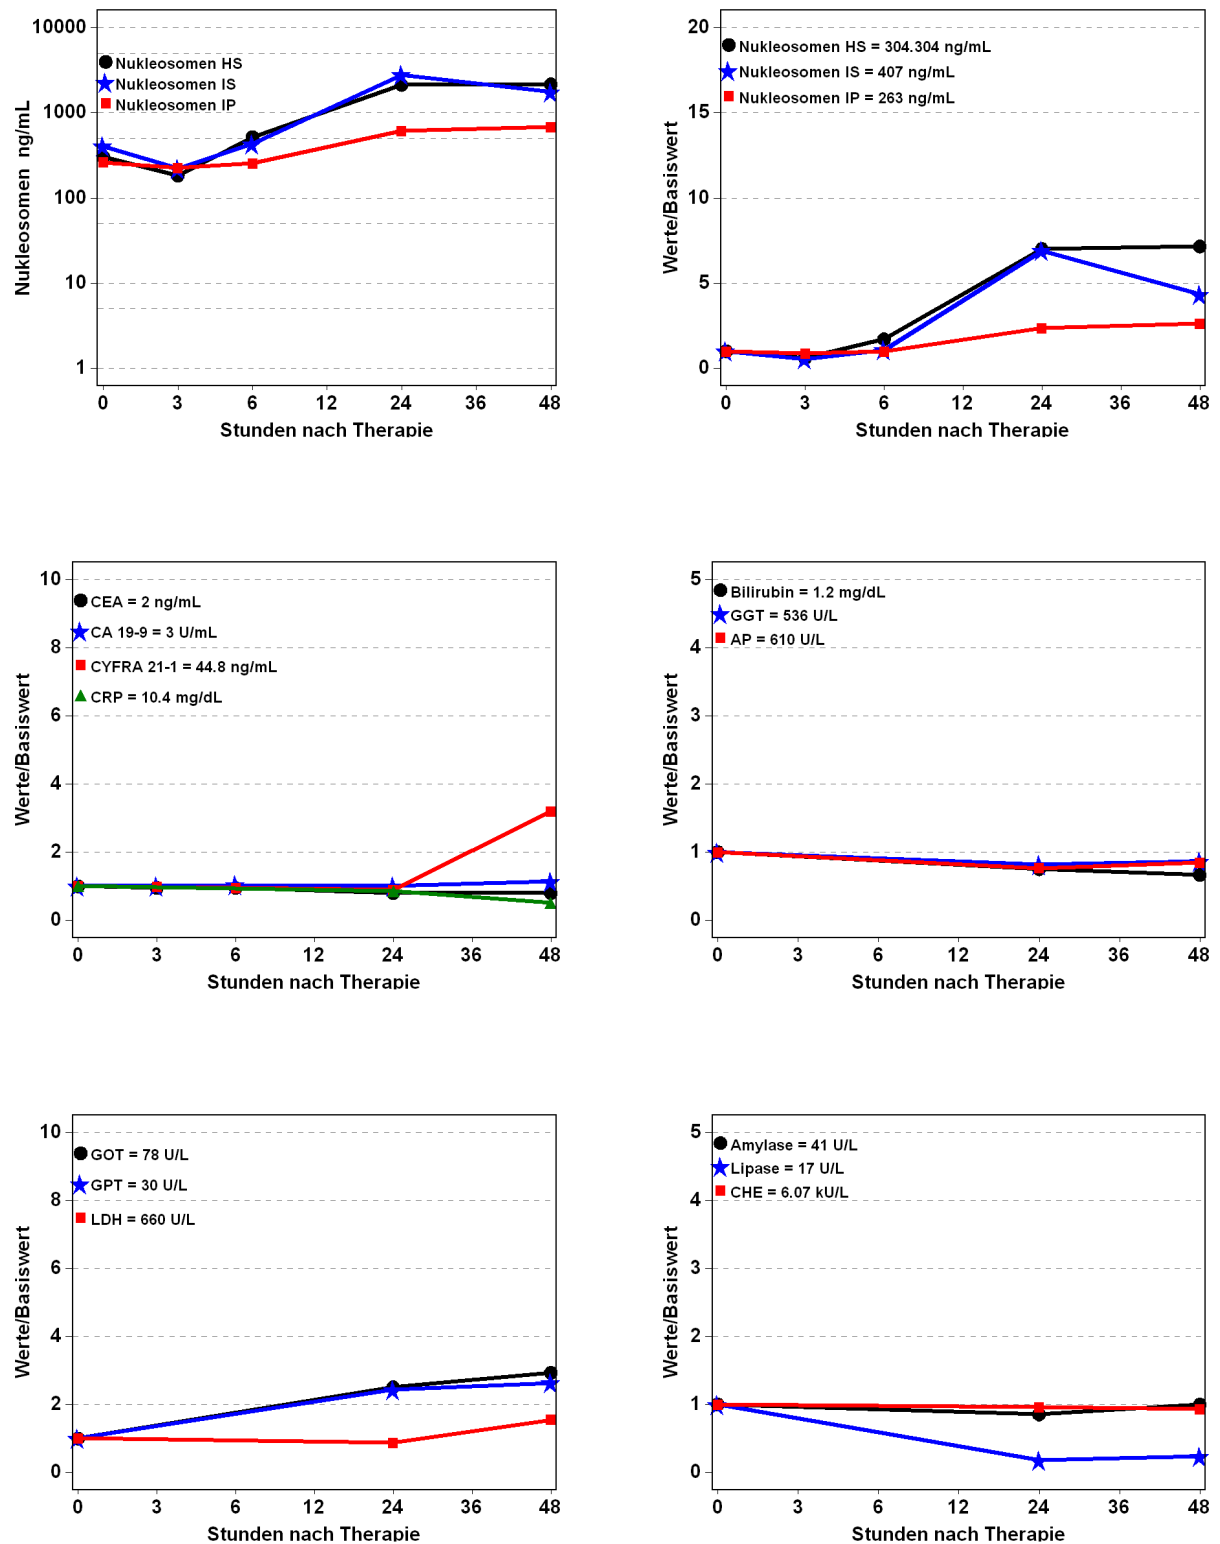 10000
1000
100
10
1
Nukleosomen ng/mL
Nukleosomen HS
Nukleosomen IS
Nukleosomen IP
0 3 6 12 24 36 48
Stunden nach Therapie
20
15
10
5
0
Werte/Basiswert
Nukleosomen HS = 304.304 ng/mL
Nukleosomen IS = 407 ng/mL
Nukleosomen IP = 263 ng/mL
0 3 6 12 24 36 48
Stunden nach Therapie
10
8
6
4
2
0
Werte/Basiswert
CEA = 2 ng/mL
CA 19-9 = 3 U/mL
CYFRA 21-1 = 44.8 ng/mL
CRP = 10.4 mg/dL
0 3 6 12 24 36 48
Stunden nach Therapie
5
4
3
2
1
0
Werte/Basiswert
Bilirubin = 1.2 mg/dL
GGT = 536 U/L
AP = 610 U/L
0 3 6 12 24 36 48
Stunden nach Therapie
10
8
6
4
2
0
Werte/Basiswert
GOT = 78 U/L
GPT = 30 U/L
LDH = 660 U/L
0 3 6 12 24 36 48
Stunden nach Therapie
5
4
3
2
1
0
Werte/Basiswert
Amylase = 41 U/L
Lipase = 17 U/L
CHE = 6.07 kU/L
0 3 6 12 24 36 48
Stunden nach Therapie